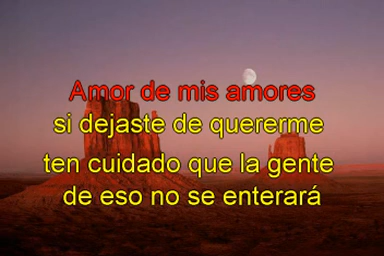 Amor de mis amores
si dejaste de quererme
ten cuidado que la gente
de eso no se enterará